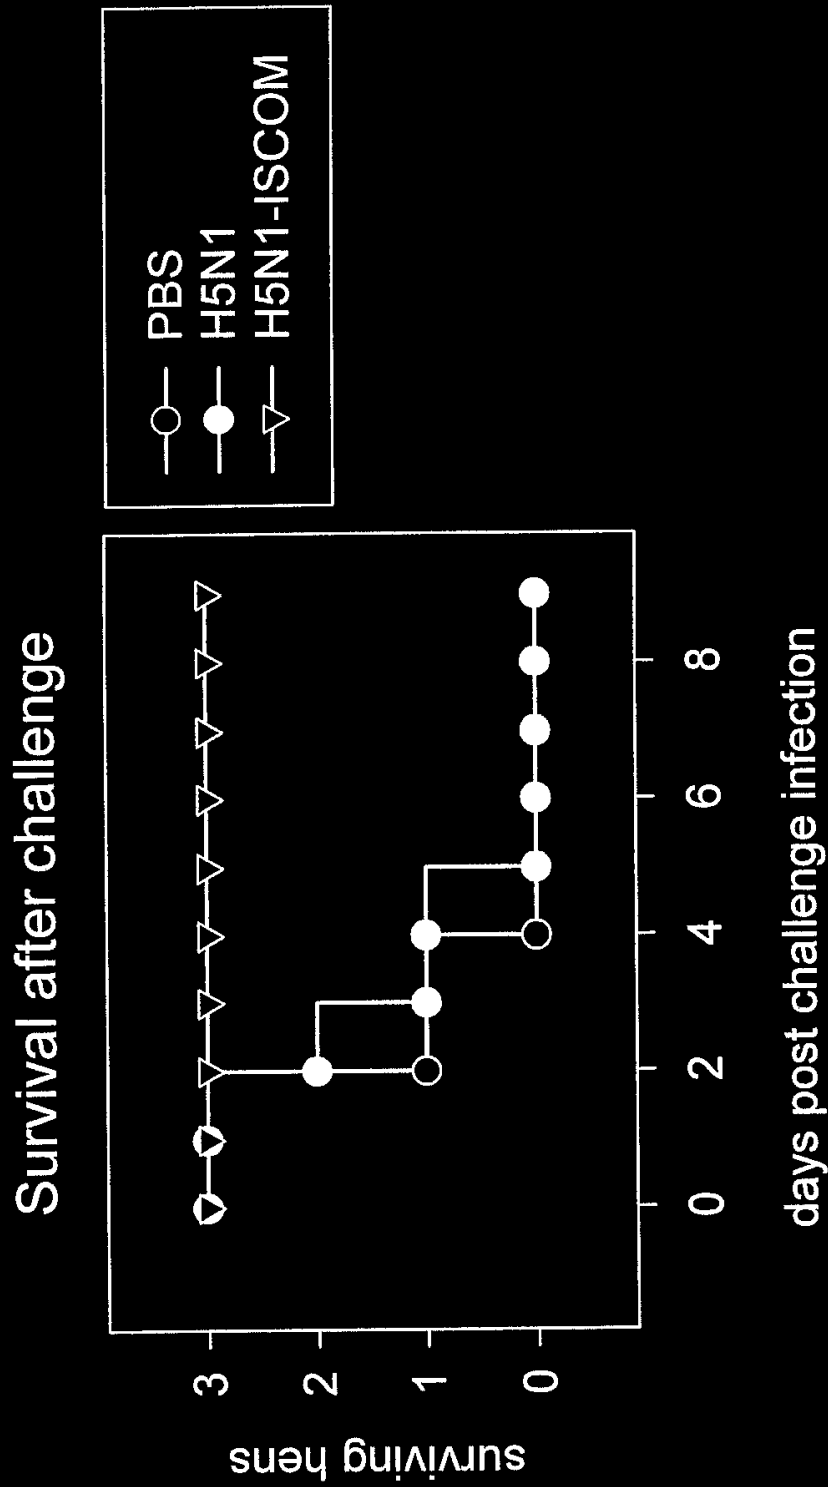 Survival after challenge
surviving hens
3
2
1
0
0 2 4 6 8
days post challenge infection
PBS
H5N1
H5N1-ISCOM